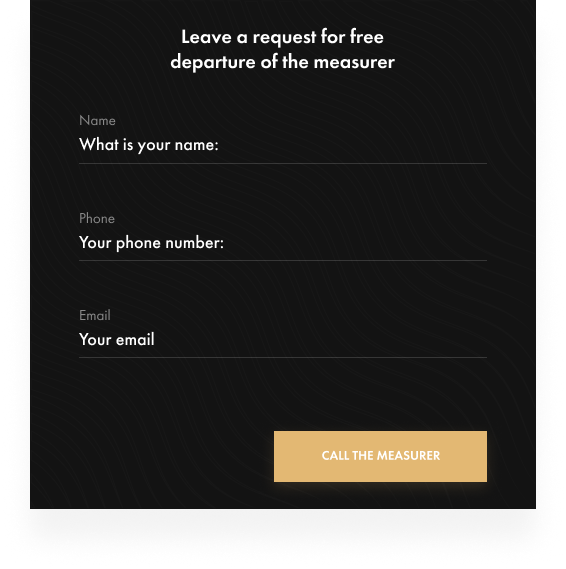 Leave a request for free
departure of the measurer
Name
What is your name:
Phone
Your phone number:
Email
Your email
CALL THE MEASURER